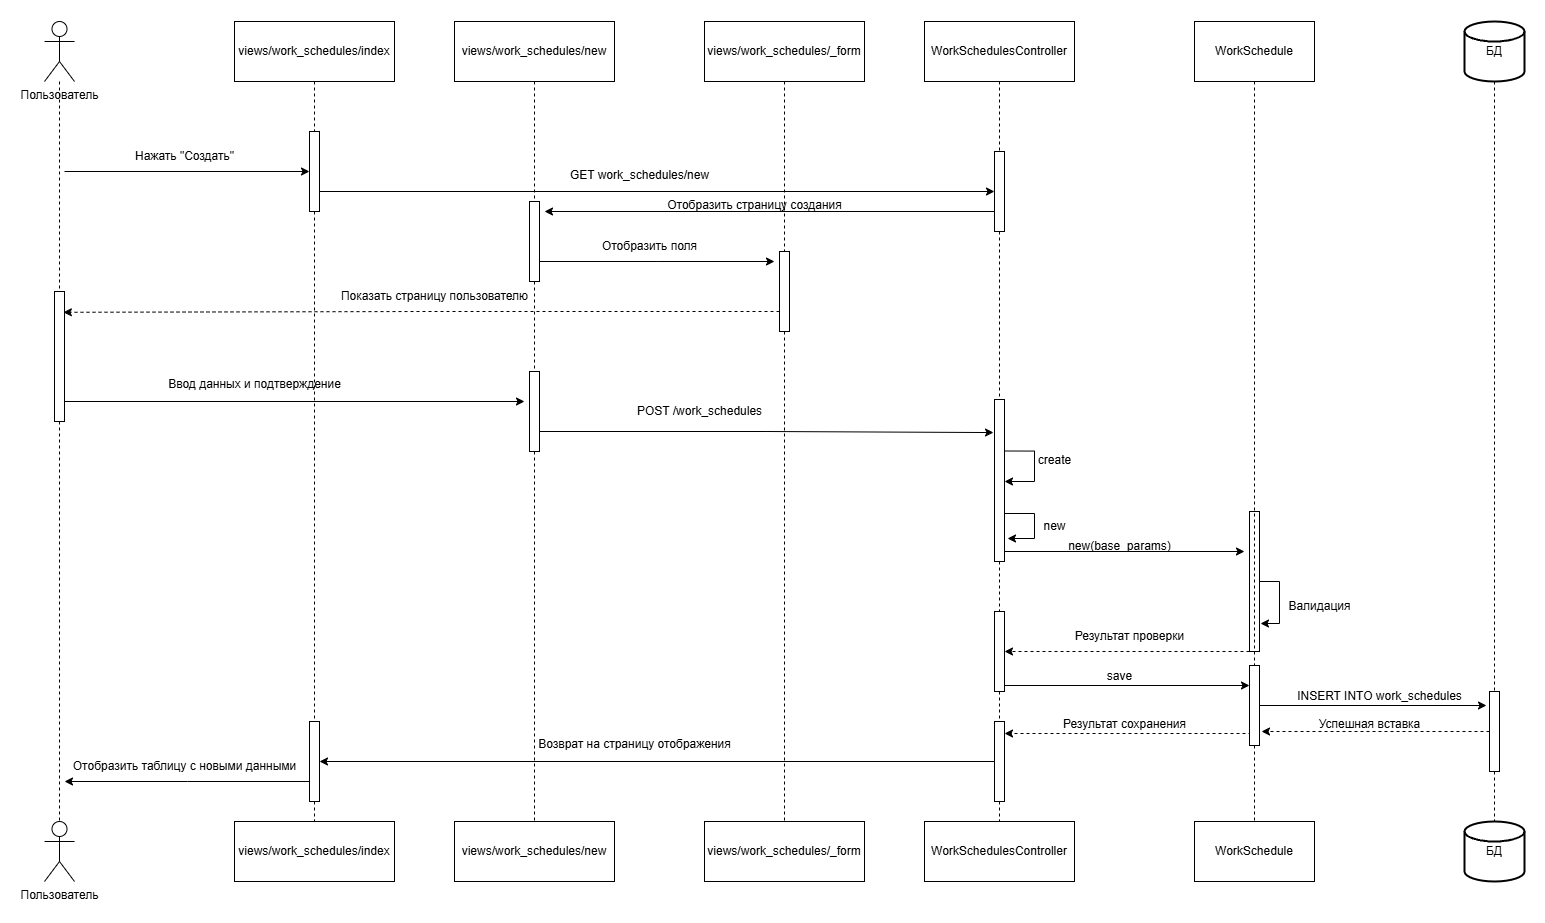 views/work_schedules/index
views/work_schedules/new
views/work_schedules/_form
WorkSchedulesController
WorkSchedule
БД
Пользователь
Нажать "Создать"
GET work_schedules/new
Отобразить страницу создания
Отобразить поля
Показать страницу пользователю
Ввод данных и подтверждение
POST /work_schedules
create
new
new(base_params)
Валидация
Результат проверки
save
INSERT INTO work_schedules
Результат сохранения
Успешная вставка
Возврат на страницу отображения
Отобразить таблицу с новыми данными
views/work_schedules/index
views/work_schedules/new
views/work_schedules/_form
WorkSchedulesController
WorkSchedule
БД
Пользователь